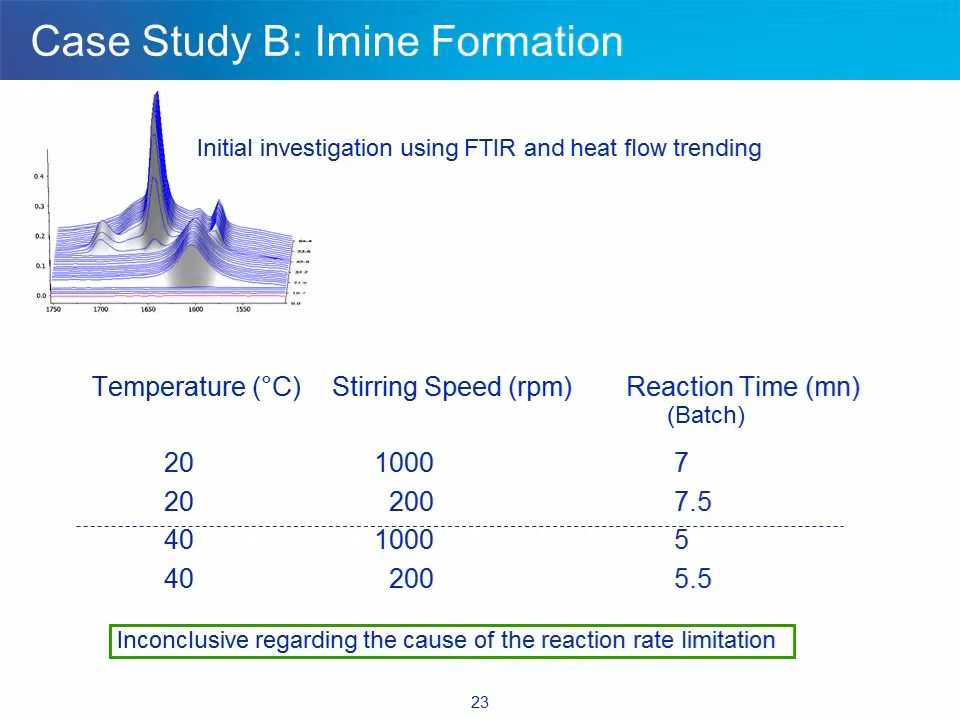 Case Study B: Imine Formation
Initial investigation using FTIR and heat flow trending
0.4
0.3
0.2
0.1
0.0
1750 1700 1650 1600 1550
Temperature (°C) Stirring Speed (rpm) Reaction Time (mn)
(Batch)
20 1000 7
20 200 7.5
40 1000 5
40 200 5.5
Inconclusive regarding the cause of the reaction rate limitation
23